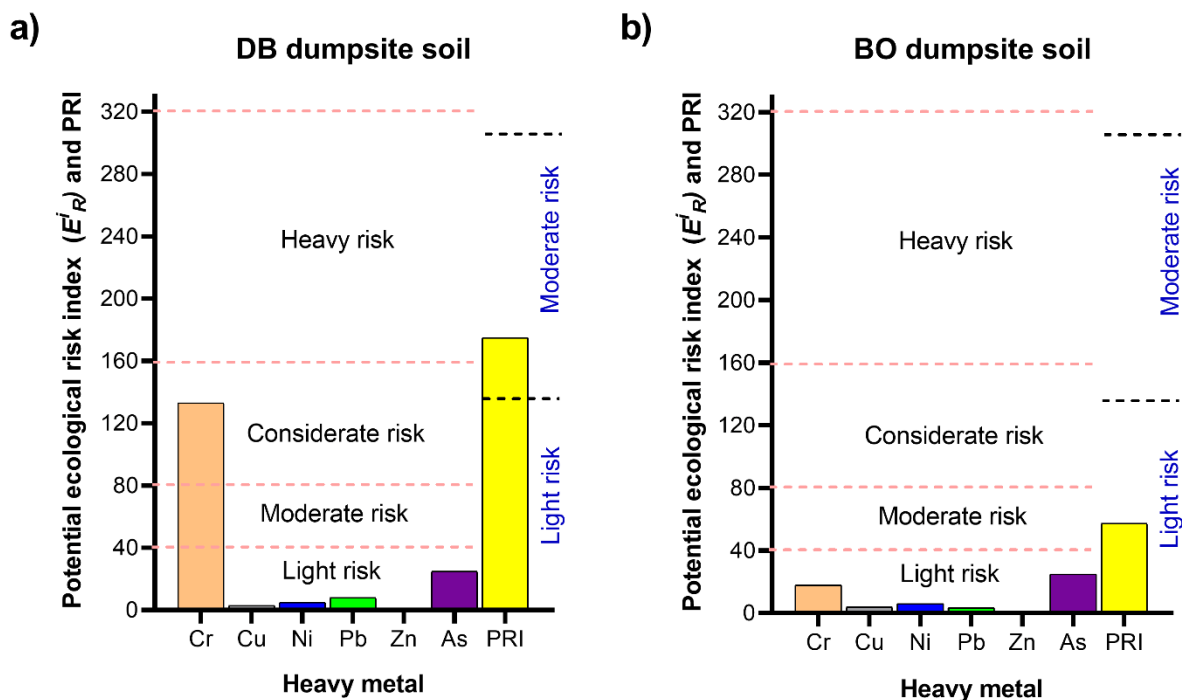 a)
DB dumpsite soil
Potential ecological risk index (E^i_R) and PRI
320
280
240
200
160
120
80
40
0
Heavy risk
Considerate risk
Moderate risk
Light risk
Moderate risk
Light risk
Cr Cu Ni Pb Zn As PRI
Heavy metal
b)
BO dumpsite soil
Potential ecological risk index (E^i_R) and PRI
320
280
240
200
160
120
80
40
0
Heavy risk
Considerate risk
Moderate risk
Light risk
Moderate risk
Light risk
Cr Cu Ni Pb Zn As PRI
Heavy metal